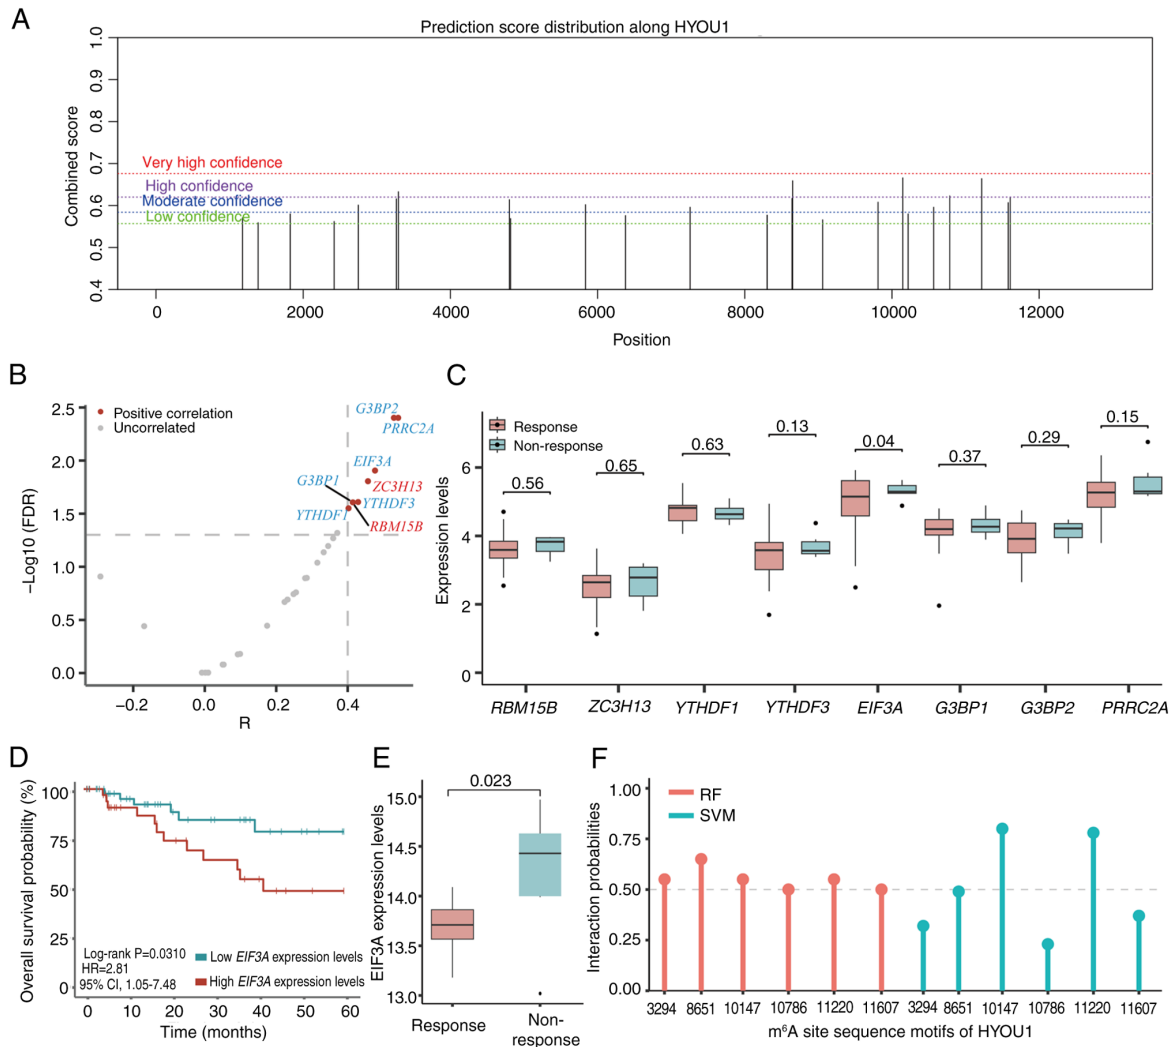 A
Prediction score distribution along HYOU1
Combined score
1.0
0.9
0.8
0.7
0.6
0.5
0.4
Very high confidence
High confidence
Moderate confidence
Low confidence
0 2000 4000 6000 8000 10000 12000
Position
B
−Log10 (FDR)
2.5
2.0
1.5
1.0
0.5
0.0
Positive correlation
Uncorrelated
G3BP2
PRRC2A
EIF3A
G3BP1
ZC3H13
YTHDF3
YTHDF1
RBM15B
−0.2 0.0 0.2 0.4
R
C
Expression levels
6
4
2
0
Response
Non-response
0.56
0.65
0.63
0.13
0.04
0.37
0.29
0.15
RBM15B ZC3H13 YTHDF1 YTHDF3 EIF3A G3BP1 G3BP2 PRRC2A
D
Overall survival probability (%)
100
75
50
25
0
Log-rank P=0.0310
HR=2.81
95% CI, 1.05-7.48
Low EIF3A expression levels
High EIF3A expression levels
0 10 20 30 40 50 60
Time (months)
E
EIF3A expression levels
15.0
14.5
14.0
13.5
13.0
0.023
Response
Non-
response
F
Interaction probabilities
1.00
0.75
0.50
0.25
0.00
RF
SVM
3294 8651 10147 10786 11220 11607 3294 8651 10147 10786 11220 11607
m⁶A site sequence motifs of HYOU1